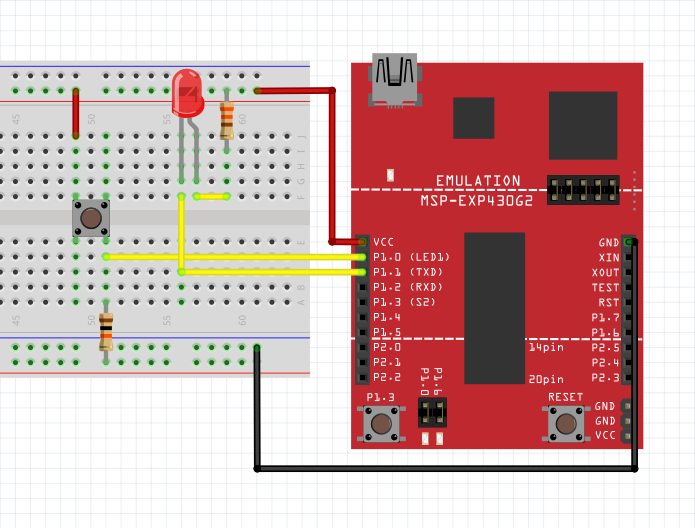 45 50 55 60
J
I
H
G
F
E
B
A
45 50 55 60
EMULATION
MSP-EXP430G2
VCC
P1.0 (LED1)
P1.1 (TXD)
P1.2 (RXD)
P1.3 (S2)
P1.4
P1.5
P2.0
P2.1
P2.2
GND
XIN
XOUT
TEST
RST
P1.7
P1.6
P2.5
P2.4
P2.3
14pin
20pin
P1.0
P1.6
P1.3
RESET
GND
GND
VCC